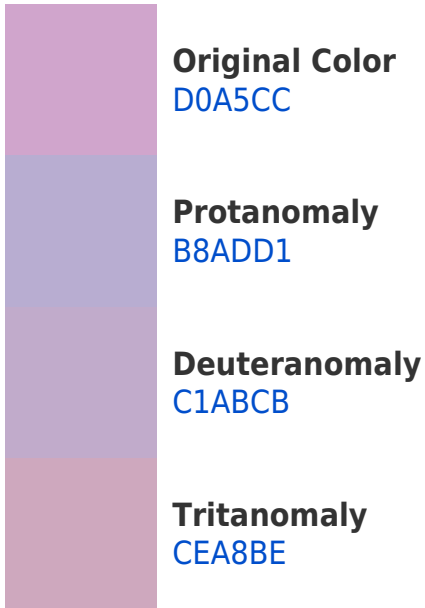 Original Color
D0A5CC
Protanomaly
B8ADD1
Deuteranomaly
C1ABCB
Tritanomaly
CEA8BE